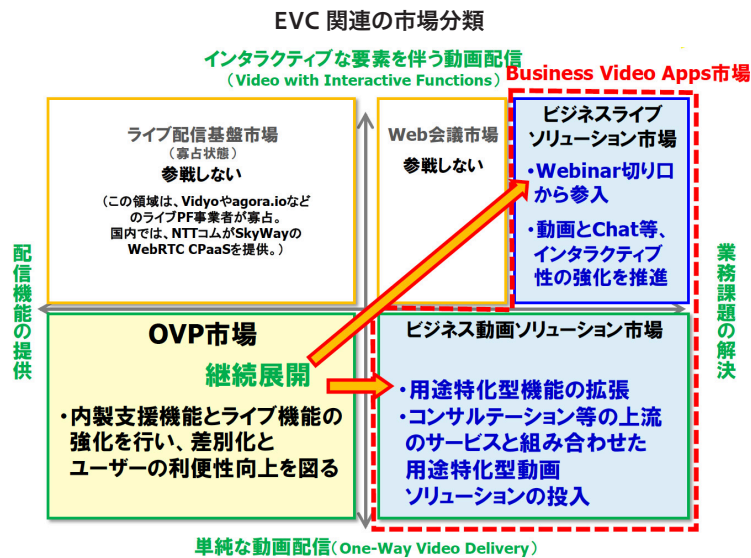 EVC 関連の市場分類
インタラクティブな要素を伴う動画配信
（Video with Interactive Functions）
Business Video Apps市場
ライブ配信基盤市場
（寡占状態）
参戦しない
（この領域は、Vidyoやagora.ioなど
のライブPF事業者が寡占。
国内では、NTTコムがSkyWayの
WebRTC CPaaSを提供。）
Web会議市場
参戦しない
ビジネスライブ
ソリューション市場
・Webinar切り口
から参入
・動画とChat等、
インタラクティブ
性の強化を推進
配信機能の提供
業務課題の解決
OVP市場
継続展開
・内製支援機能とライブ機能の
強化を行い、差別化と
ユーザーの利便性向上を図る
ビジネス動画ソリューション市場
・用途特化型機能の拡張
・コンサルテーション等の上流
のサービスと組み合わせた
用途特化型動画
ソリューションの投入
単純な動画配信（One-Way Video Delivery）